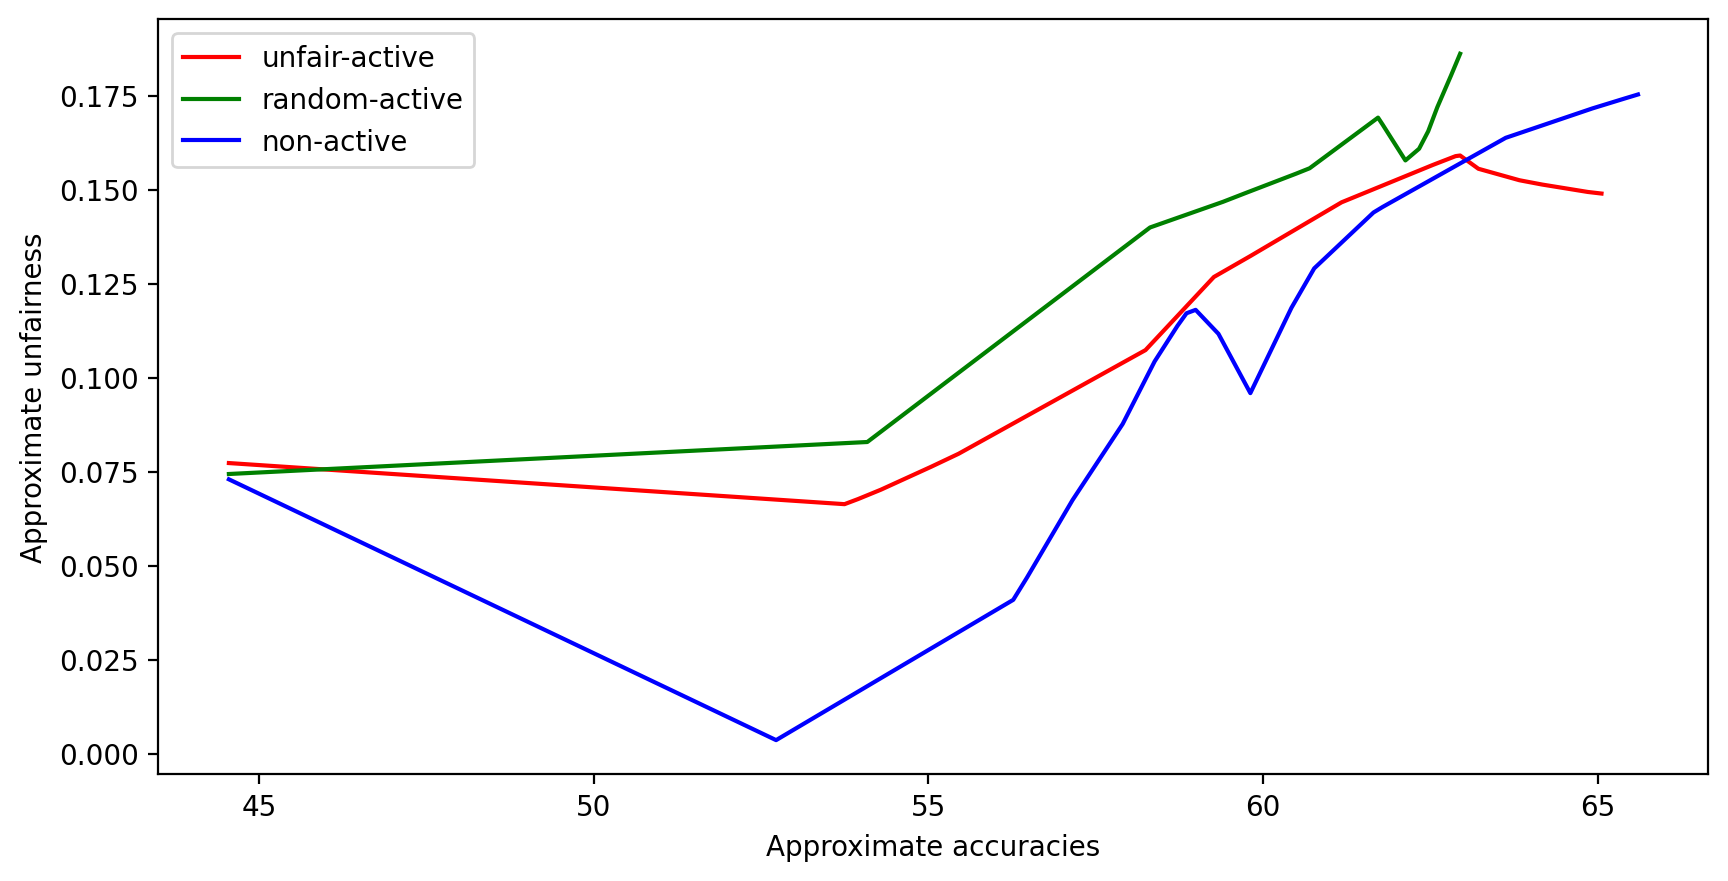 unfair-active
random-active
non-active
0.175
0.150
0.125
0.100
0.075
0.050
0.025
0.000
Approximate unfairness
45 50 55 60 65
Approximate accuracies